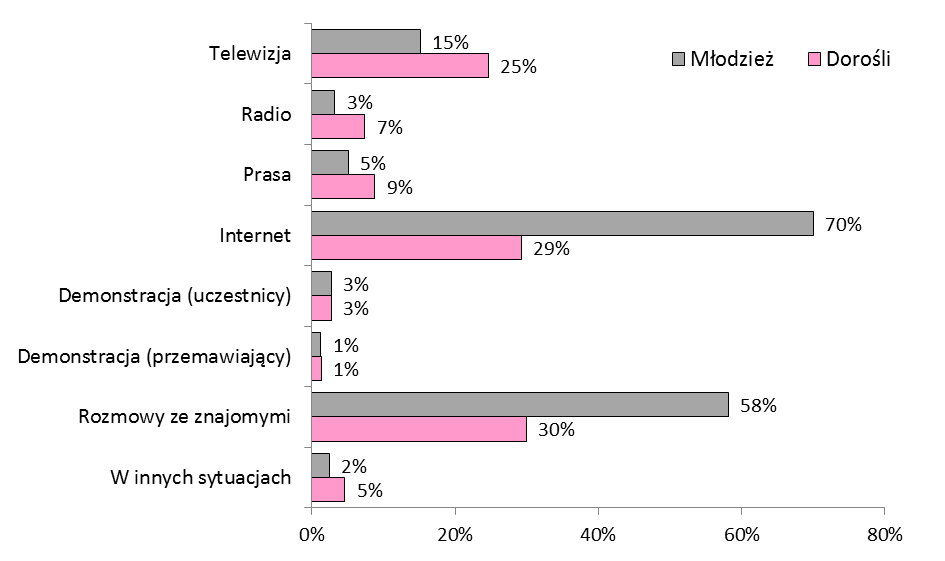 Młodzież
Dorośli
Telewizja
15%
25%
Radio
3%
7%
Prasa
5%
9%
Internet
70%
29%
Demonstracja (uczestnicy)
3%
3%
Demonstracja (przemawiający)
1%
1%
Rozmowy ze znajomymi
58%
30%
W innych sytuacjach
2%
5%
0% 20% 40% 60% 80%